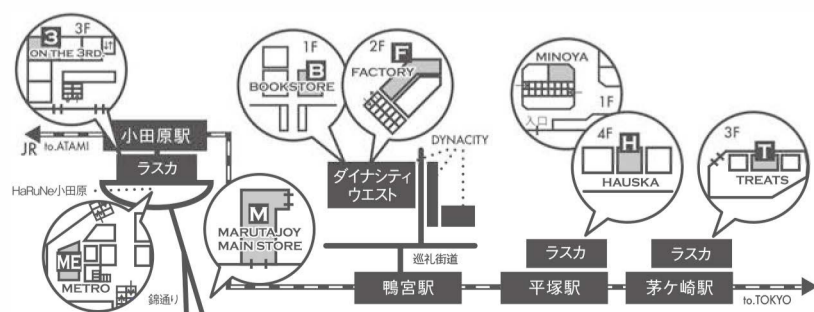 3
3F
ON THE 3RD
JR
to.ATAMI
小田原駅
ラスカ
HaRuNe小田原
ME
METRO
錦通り
M
MARUTAJOY
MAIN STORE
1F
B
BOOKSTORE
2F
F
FACTORY
DYNACITY
ダイナシティ
ウエスト
巡礼街道
鴨宮駅
MINOYA
1F
入口
4F
H
HAUSKA
ラスカ
平塚駅
3F
T
TREATS
ラスカ
茅ケ崎駅
to.TOKYO